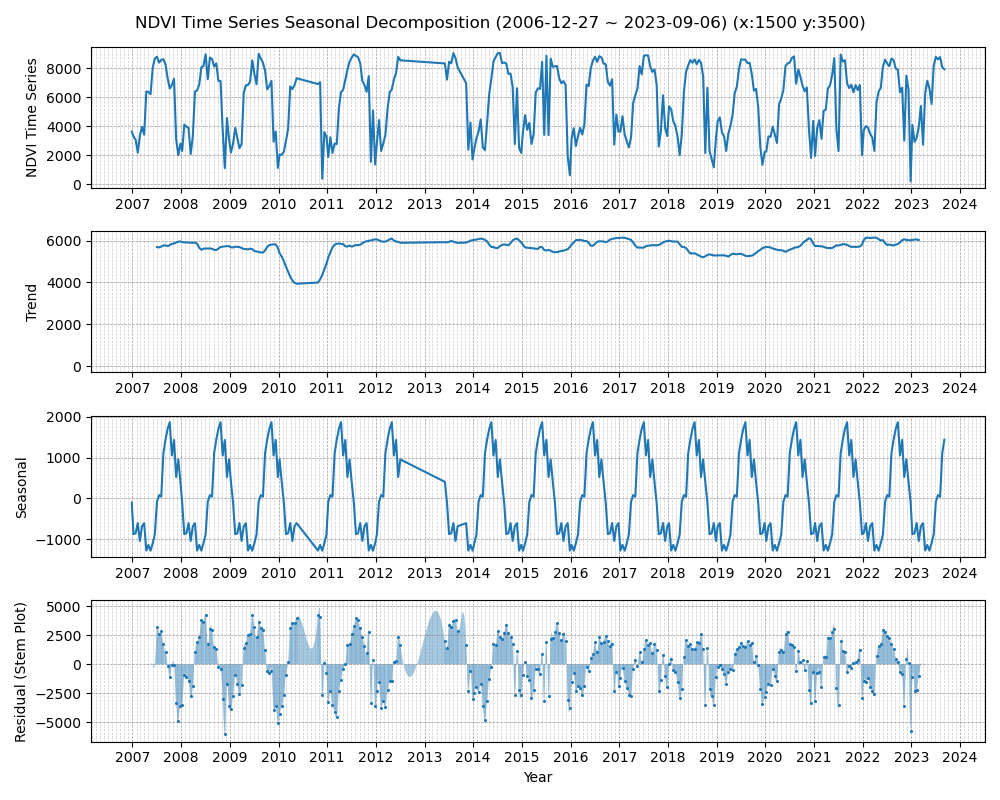 NDVI Time Series Seasonal Decomposition (2006-12-27 ~ 2023-09-06) (x:1500 y:3500)
NDVI Time Series
8000
6000
4000
2000
0
2007 2008 2009 2010 2011 2012 2013 2014 2015 2016 2017 2018 2019 2020 2021 2022 2023 2024
Trend
6000
4000
2000
0
2007 2008 2009 2010 2011 2012 2013 2014 2015 2016 2017 2018 2019 2020 2021 2022 2023 2024
Seasonal
2000
1000
0
−1000
2007 2008 2009 2010 2011 2012 2013 2014 2015 2016 2017 2018 2019 2020 2021 2022 2023 2024
Residual (Stem Plot)
5000
2500
0
−2500
−5000
2007 2008 2009 2010 2011 2012 2013 2014 2015 2016 2017 2018 2019 2020 2021 2022 2023 2024
Year